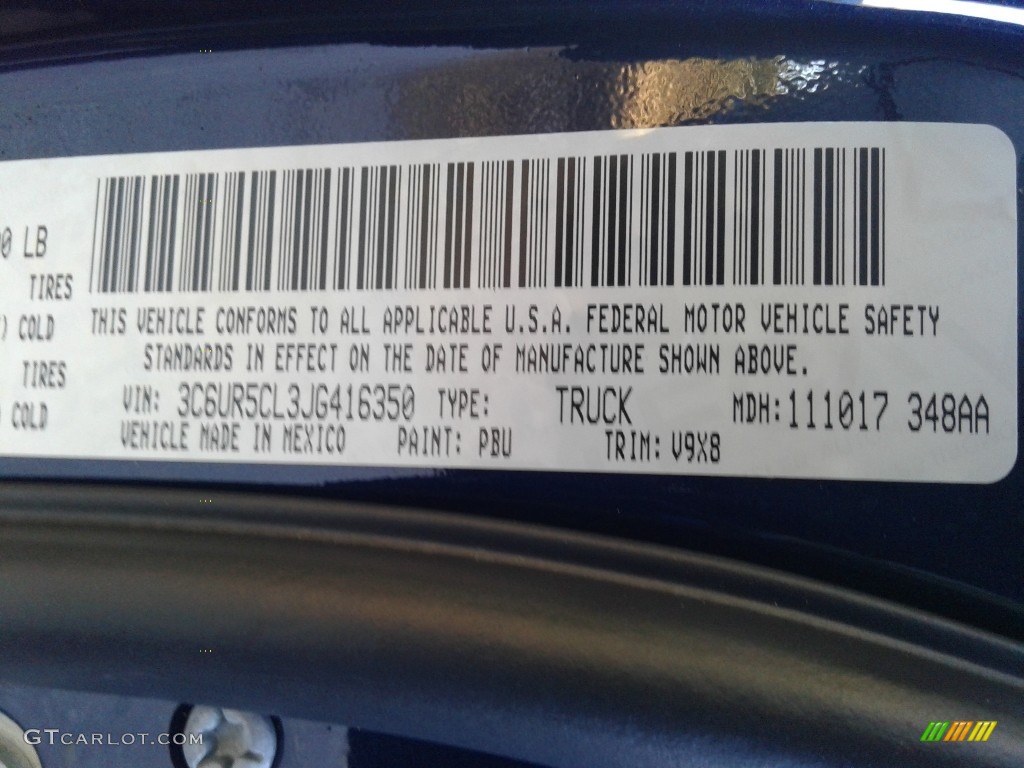 00 LB
TIRES
) COLD
TIRES
COLD
THIS VEHICLE CONFORMS TO ALL APPLICABLE U.S.A. FEDERAL MOTOR VEHICLE SAFETY
STANDARDS IN EFFECT ON THE DATE OF MANUFACTURE SHOWN ABOVE.
VIN: 3C6UR5CL3JG416350 TYPE: TRUCK MDH:111017 348AA
VEHICLE MADE IN MEXICO PAINT: PBU TRIM: V9X8
GTCARLOT.COM